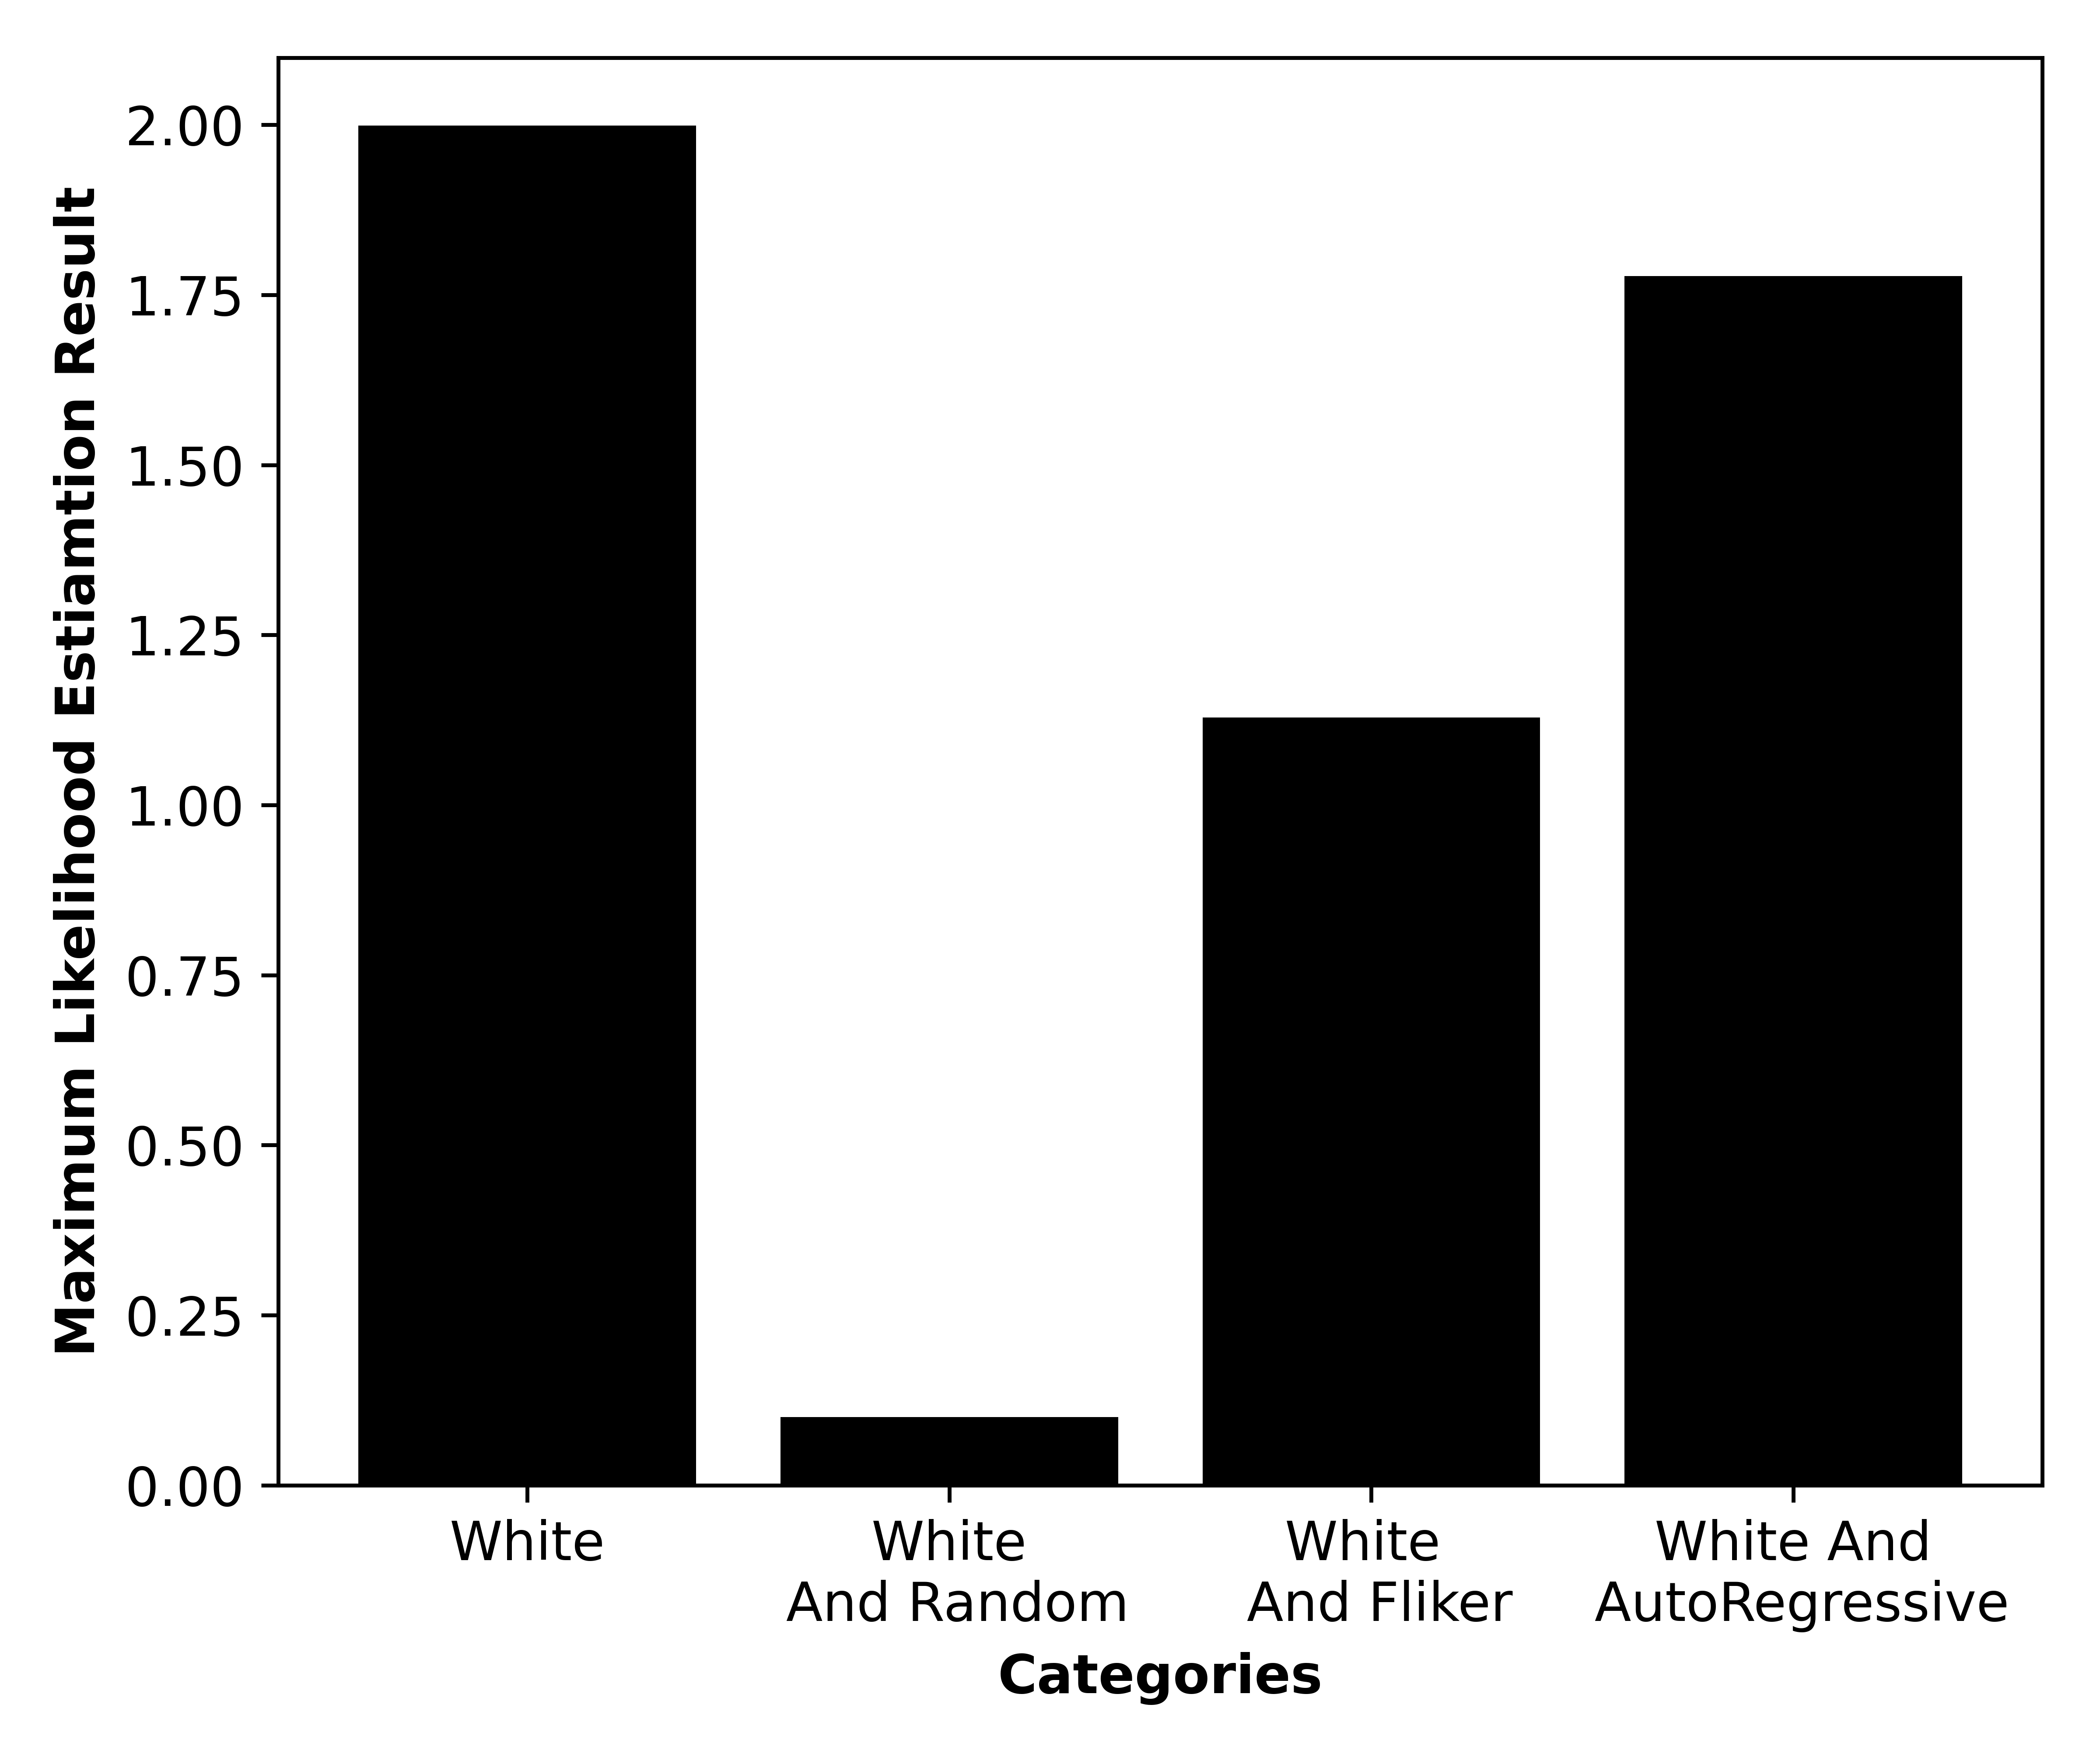 Maximum Likelihood Estiamtion Result
2.00
1.75
1.50
1.25
1.00
0.75
0.50
0.25
0.00
White
White
And Random
White
And Fliker
White And
AutoRegressive
Categories